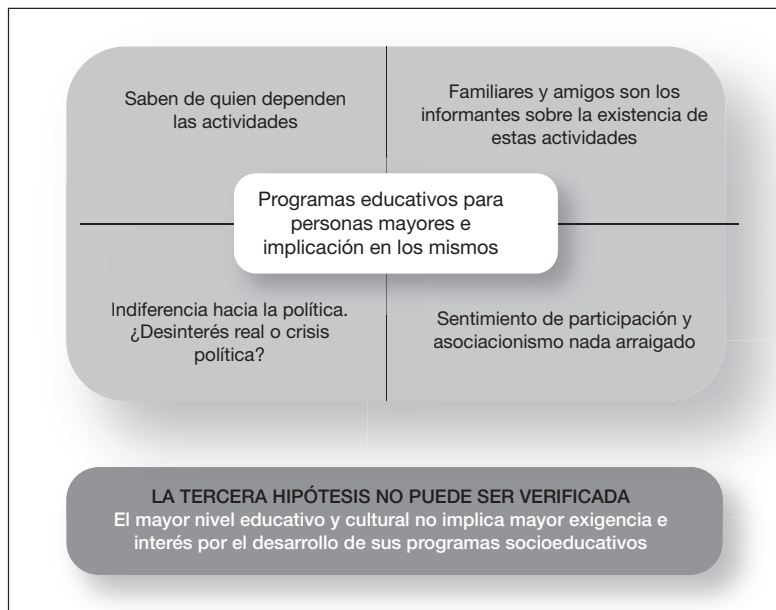 Saben de quien dependen
las actividades
Familiares y amigos son los
informantes sobre la existencia de
estas actividades
Programas educativos para
personas mayores e
implicación en los mismos
Indiferencia hacia la política.
¿Desinterés real o crisis
política?
Sentimiento de participación y
asociacionismo nada arraigado
LA TERCERA HIPÓTESIS NO PUEDE SER VERIFICADA
El mayor nivel educativo y cultural no implica mayor exigencia e
interés por el desarrollo de sus programas socioeducativos